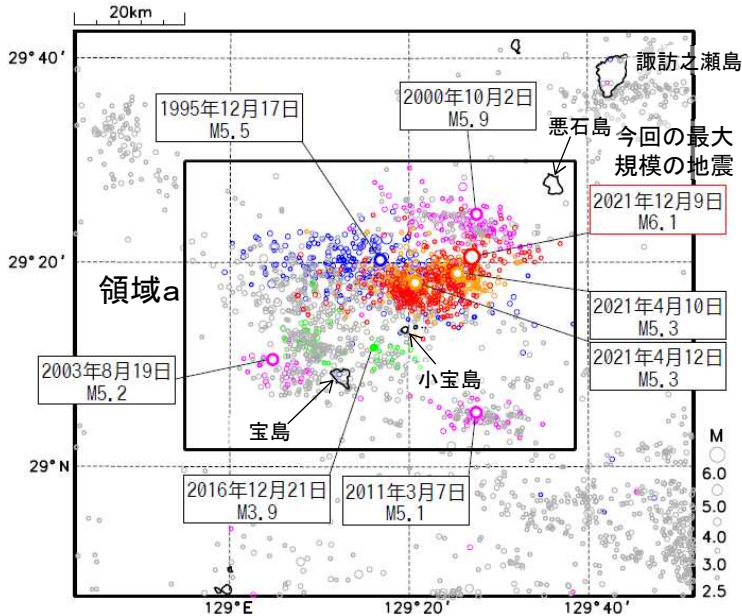 20km
29°40′
諏訪之瀬島
1995年12月17日
M5.5
2000年10月2日
M5.9
悪石島
今回の最大
規模の地震
2021年12月9日
M6.1
29°20′
領域a
2021年4月10日
M5.3
2021年4月12日
M5.3
2003年8月19日
M5.2
小宝島
宝島
29°N
2016年12月21日
M3.9
2011年3月7日
M5.1
M
6.0
5.0
4.0
3.0
2.5
129°E
129°20′
129°40′